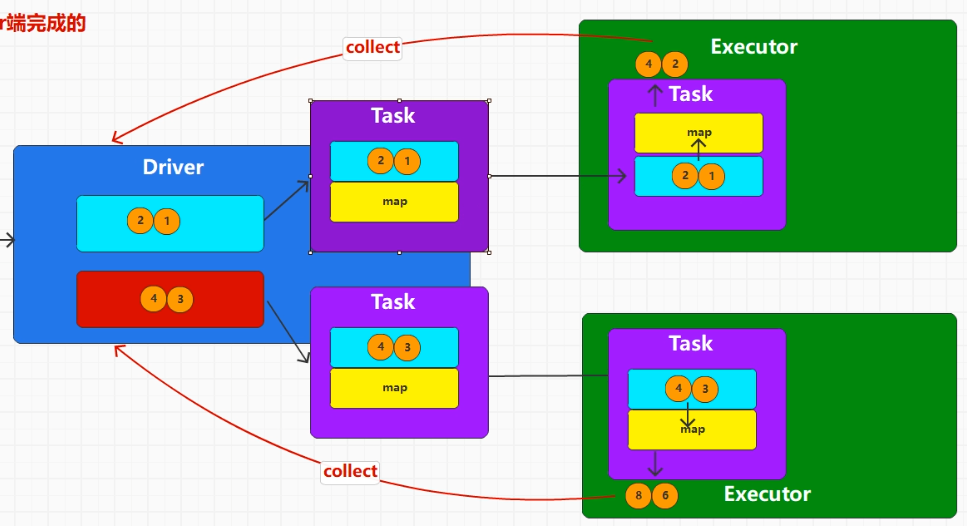 r端完成的
collect
Executor
4 2
Task
map
2 1
Task
2 1
map
Driver
2 1
4 3
Task
4 3
map
Task
4 3
map
8 6
Executor
collect